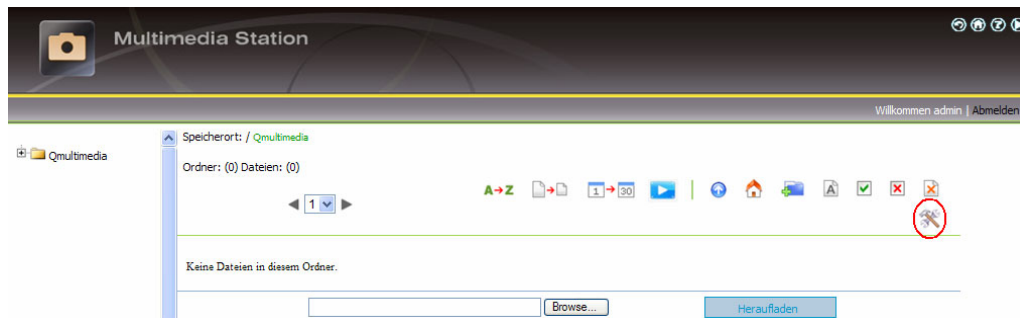 Multimedia Station
Willkommen admin | Abmelden
Qmultimedia
Speicherort: / Qmultimedia
Ordner: (0) Dateien: (0)
1
A→Z
1→30
A
Keine Dateien in diesem Ordner.
Browse...
Heraufladen